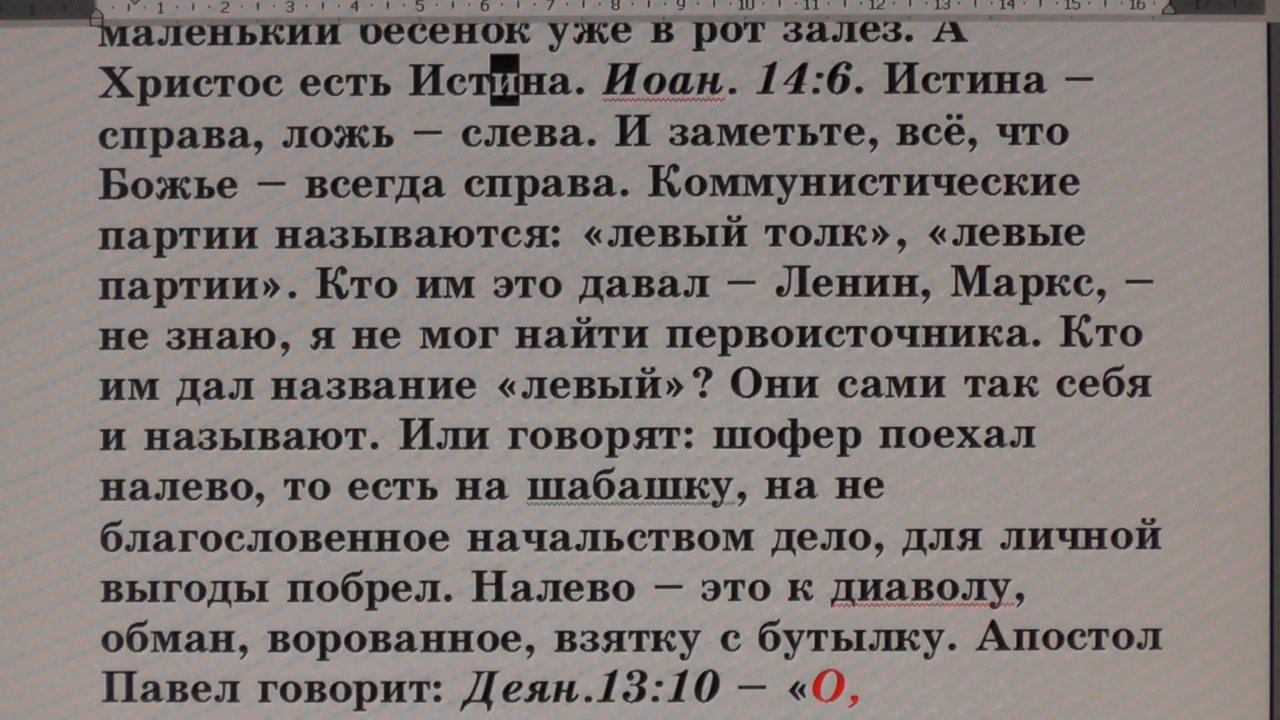 маленький бесенок уже в рот залез. А
Христос есть Истина. Иоан. 14:6. Истина –
справа, ложь – слева. И заметьте, всё, что
Божье – всегда справа. Коммунистические
партии называются: «левый толк», «левые
партии». Кто им это давал – Ленин, Маркс, –
не знаю, я не мог найти первоисточника. Кто
им дал название «левый»? Они сами так себя
и называют. Или говорят: шофер поехал
налево, то есть на шабашку, на не
благословенное начальством дело, для личной
выгоды побрел. Налево – это к диаволу,
обман, ворованное, взятку с бутылку. Апостол
Павел говорит: Деян.13:10 – «О,